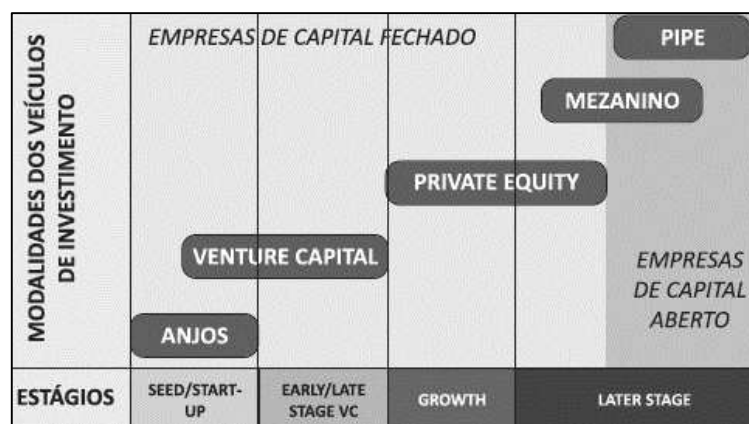 MODALIDADES DOS VEÍCULOS
DE INVESTIMENTO
EMPRESAS DE CAPITAL FECHADO
PIPE
MEZANINO
PRIVATE EQUITY
VENTURE CAPITAL
ANJOS
EMPRESAS
DE CAPITAL
ABERTO
ESTÁGIOS
SEED/START-
UP
EARLY/LATE
STAGE VC
GROWTH
LATER STAGE